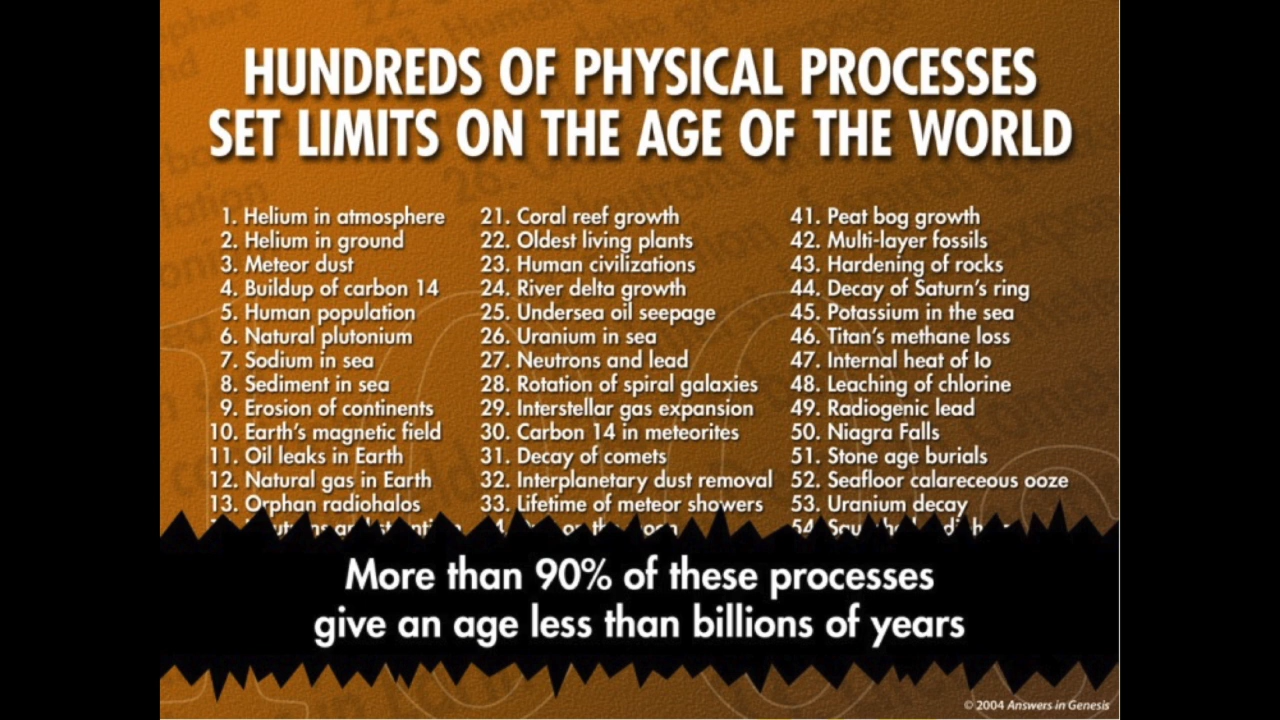 HUNDREDS OF PHYSICAL PROCESSES
SET LIMITS ON THE AGE OF THE WORLD
1. Helium in atmosphere
2. Helium in ground
3. Meteor dust
4. Buildup of carbon 14
5. Human population
6. Natural plutonium
7. Sodium in sea
8. Sediment in sea
9. Erosion of continents
10. Earth's magnetic field
11. Oil leaks in Earth
12. Natural gas in Earth
13. Orphan radiohalos
21. Coral reef growth
22. Oldest living plants
23. Human civilizations
24. River delta growth
25. Undersea oil seepage
26. Uranium in sea
27. Neutrons and lead
28. Rotation of spiral galaxies
29. Interstellar gas expansion
30. Carbon 14 in meteorites
31. Decay of comets
32. Interplanetary dust removal
33. Lifetime of meteor showers
41. Peat bog growth
42. Multi-layer fossils
43. Hardening of rocks
44. Decay of Saturn's ring
45. Potassium in the sea
46. Titan's methane loss
47. Internal heat of Io
48. Leaching of chlorine
49. Radiogenic lead
50. Niagra Falls
51. Stone age burials
52. Seafloor calareceous ooze
53. Uranium decay
More than 90% of these processes
give an age less than billions of years
© 2004 Answers in Genesis